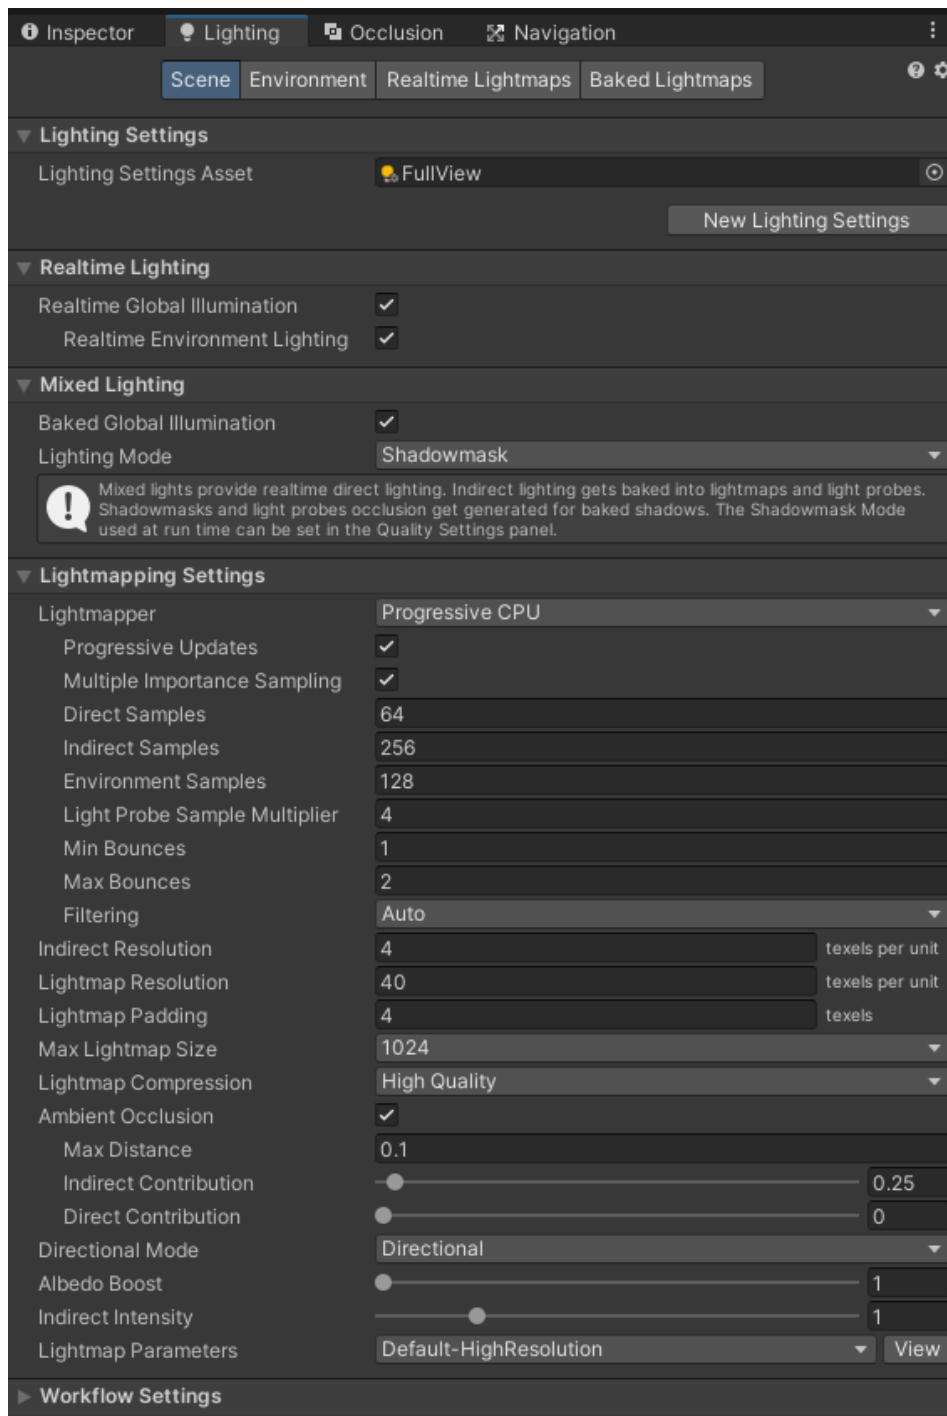 Inspector Lighting Occlusion Navigation
Scene Environment Realtime Lightmaps Baked Lightmaps
Lighting Settings
Lighting Settings Asset FullView
New Lighting Settings
Realtime Lighting
Realtime Global Illumination
Realtime Environment Lighting
Mixed Lighting
Baked Global Illumination
Lighting Mode Shadowmask
Mixed lights provide realtime direct lighting. Indirect lighting gets baked into lightmaps and light probes.
Shadowmasks and light probes occlusion get generated for baked shadows. The Shadowmask Mode
used at run time can be set in the Quality Settings panel.
Lightmapping Settings
Lightmapper Progressive CPU
Progressive Updates
Multiple Importance Sampling
Direct Samples 64
Indirect Samples 256
Environment Samples 128
Light Probe Sample Multiplier 4
Min Bounces 1
Max Bounces 2
Filtering Auto
Indirect Resolution 4 texels per unit
Lightmap Resolution 40 texels per unit
Lightmap Padding 4 texels
Max Lightmap Size 1024
Lightmap Compression High Quality
Ambient Occlusion
Max Distance 0.1
Indirect Contribution 0.25
Direct Contribution 0
Directional Mode Directional
Albedo Boost 1
Indirect Intensity 1
Lightmap Parameters Default-HighResolution View
Workflow Settings